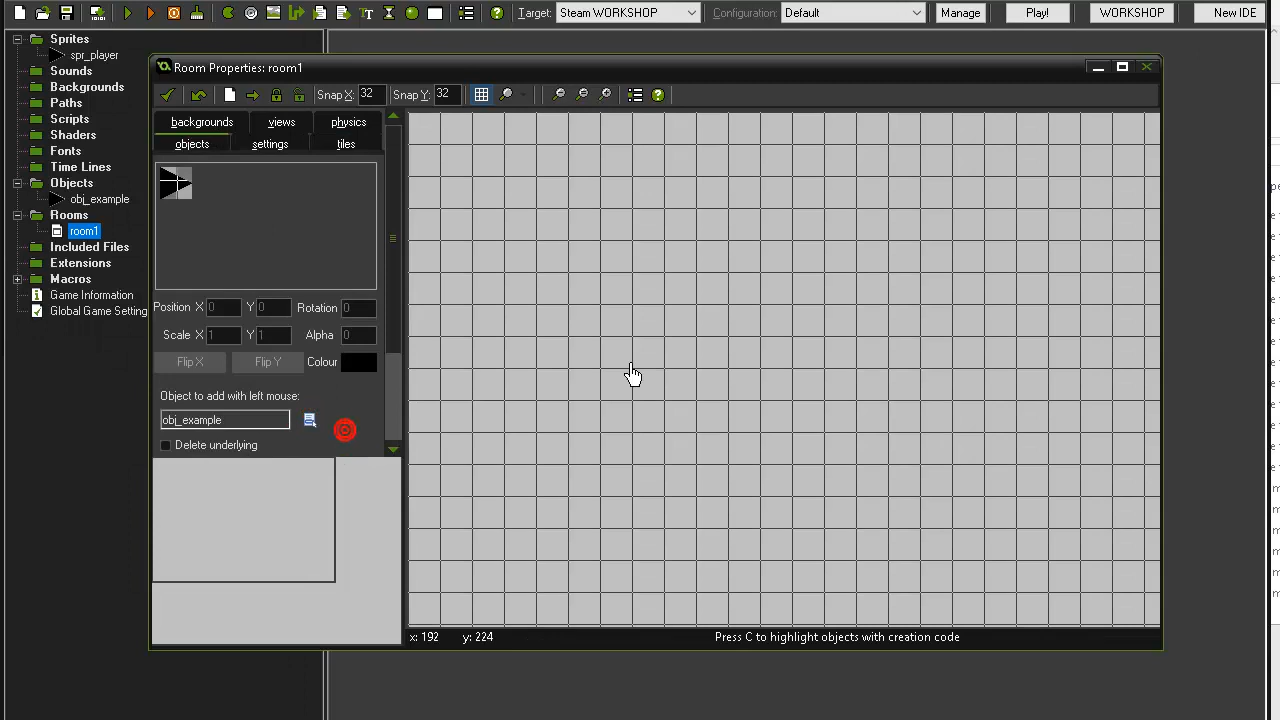 Target: Steam WORKSHOP Configuration: Default Manage Play! WORKSHOP New IDE
Sprites
spr_player
Sounds
Backgrounds
Paths
Scripts
Shaders
Fonts
Time Lines
Objects
obj_example
Rooms
room1
Included Files
Extensions
Macros
Game Information
Global Game Setting
Room Properties: room1
Snap X: 32 Snap Y: 32
backgrounds views physics
objects settings tiles
Position X 0 Y 0 Rotation 0
Scale X 1 Y 1 Alpha 0
Flip X Flip Y Colour
Object to add with left mouse:
obj_example
Delete underlying
x: 192 y: 224 Press C to highlight objects with creation code